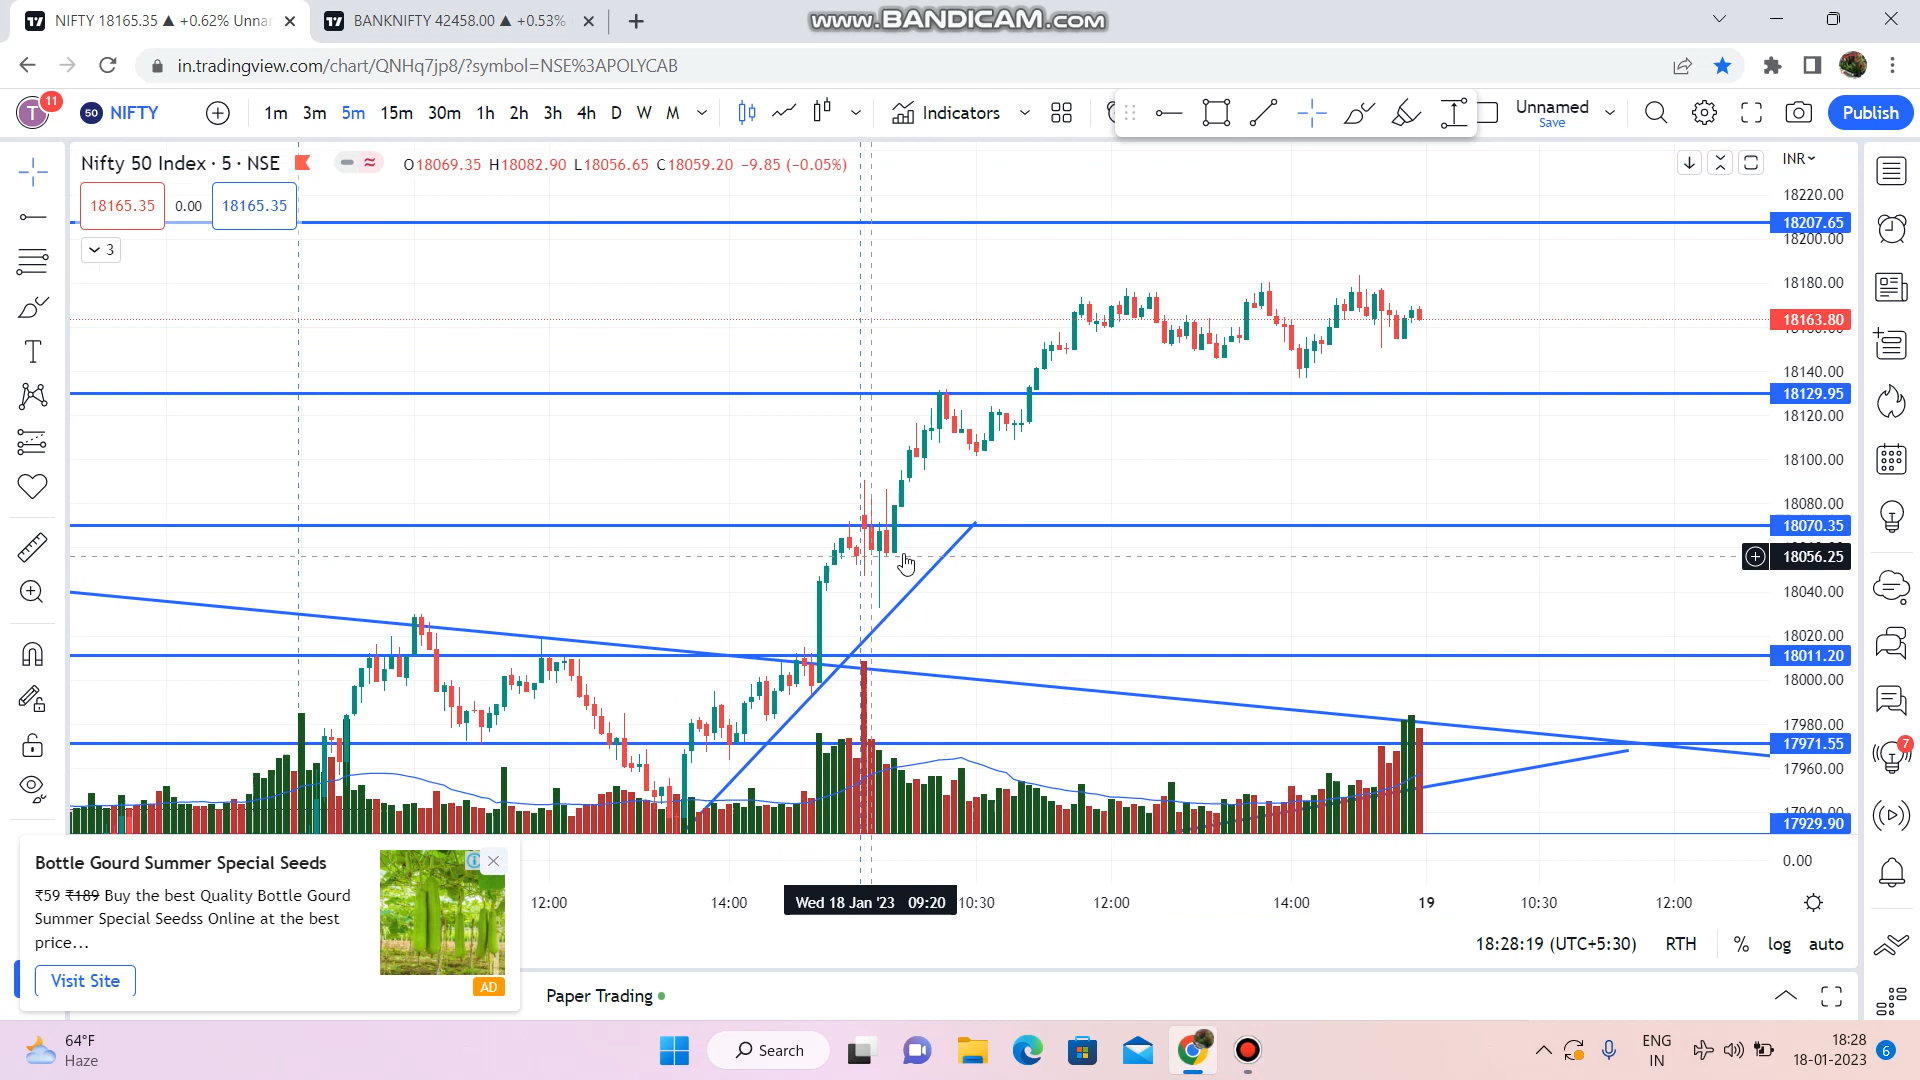 NIFTY 18165.35 ▲ +0.62% Unna
BANKNIFTY 42458.00 ▲ +0.53%
www.BANDICAM.com
in.tradingview.com/chart/QNHq7jp8/?symbol=NSE%3APOLYCAB
T
11
50 NIFTY
1m 3m 5m 15m 30m 1h 2h 3h 4h D W M
Indicators
Unnamed
Save
Publish
Nifty 50 Index · 5 · NSE
O18069.35 H18082.90 L18056.65 C18059.20 -9.85 (-0.05%)
INR
18165.35 0.00 18165.35
3
18220.00
18207.65
18200.00
18180.00
18163.80
18140.00
18129.95
18120.00
18100.00
18080.00
18070.35
18056.25
18040.00
18020.00
18011.20
18000.00
17980.00
17971.55
17960.00
17940.00
17929.90
0.00
7
12:00 14:00 Wed 18 Jan '23 09:20 10:30 12:00 14:00 19 10:30 12:00
18:28:19 (UTC+5:30) RTH % log auto
Bottle Gourd Summer Special Seeds
₹59 ₹189 Buy the best Quality Bottle Gourd
Summer Special Seedss Online at the best
price...
Visit Site
AD
Paper Trading
64°F
Haze
Search
ENG
IN
18:28
18-01-2023
6